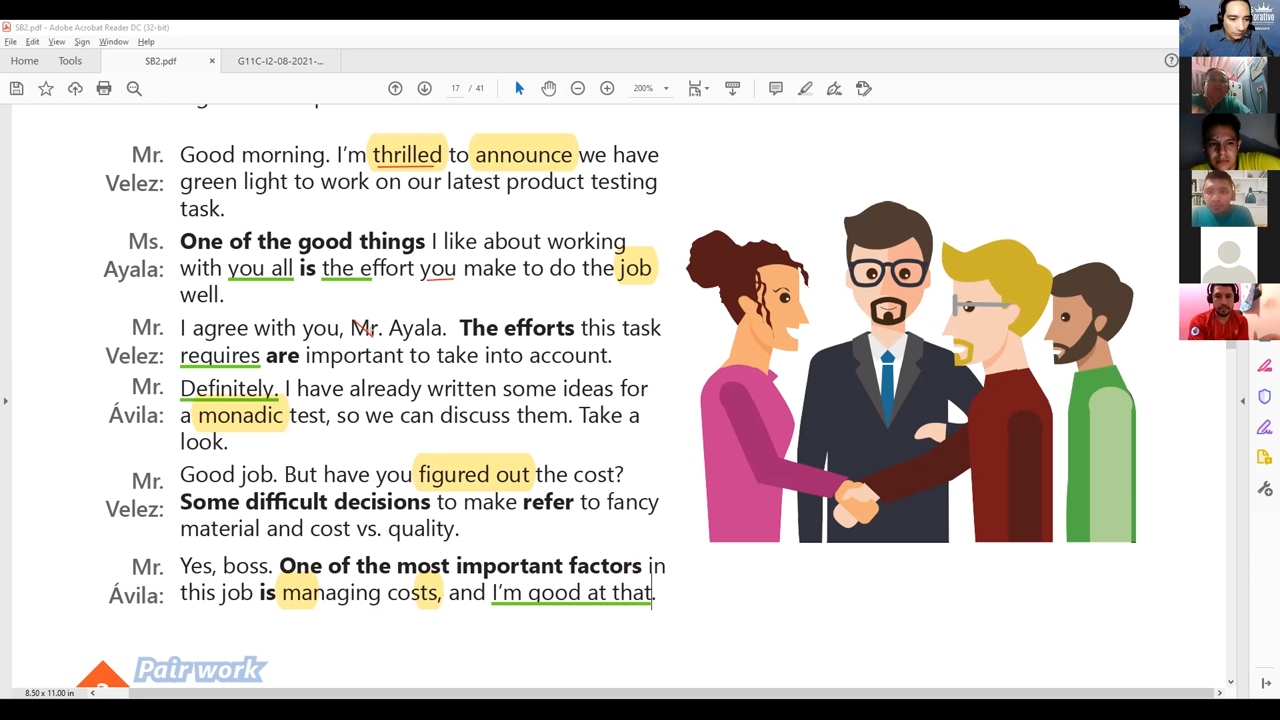 SB2.pdf - Adobe Acrobat Reader DC (32-bit)
File Edit View Sign Window Help
Home Tools SB2.pdf × G11C-I2-08-2021-...
17 / 41 200%
Mr. Velez: Good morning. I'm thrilled to announce we have
green light to work on our latest product testing
task.
Ms. Ayala: One of the good things I like about working
with you all is the effort you make to do the job
well.
Mr. Velez: I agree with you, Mr. Ayala. The efforts this task
requires are important to take into account.
Mr. Ávila: Definitely. I have already written some ideas for
a monadic test, so we can discuss them. Take a
look.
Mr. Velez: Good job. But have you figured out the cost?
Some difficult decisions to make refer to fancy
material and cost vs. quality.
Mr. Ávila: Yes, boss. One of the most important factors in
this job is managing costs, and I'm good at that.
Pair work
8.50 x 11.00 in